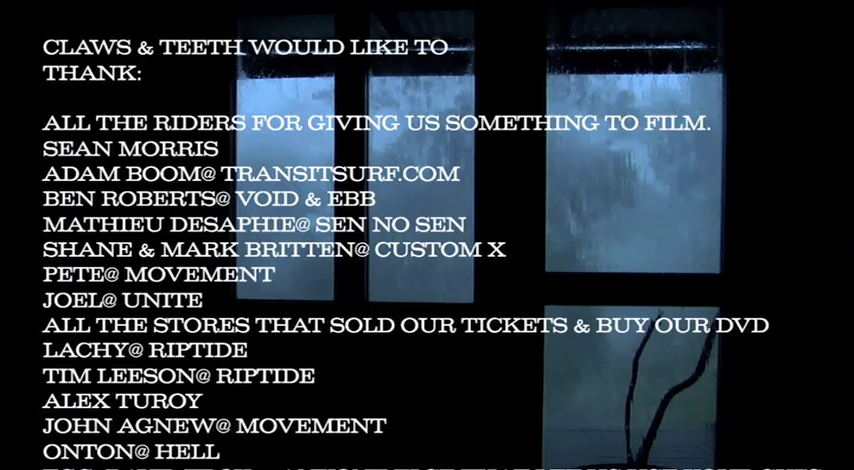 CLAWS & TEETH WOULD LIKE TO
THANK:
ALL THE RIDERS FOR GIVING US SOMETHING TO FILM.
SEAN MORRIS
ADAM BOOM@ TRANSITSURF.COM
BEN ROBERTS@ VOID & EBB
MATHIEU DESAPHIE@ SEN NO SEN
SHANE & MARK BRITTEN@ CUSTOM X
PETE@ MOVEMENT
JOEL@ UNITE
ALL THE STORES THAT SOLD OUR TICKETS & BUY OUR DVD
LACHY@ RIPTIDE
TIM LEESON@ RIPTIDE
ALEX TUROY
JOHN AGNEW@ MOVEMENT
ONTON@ HELL